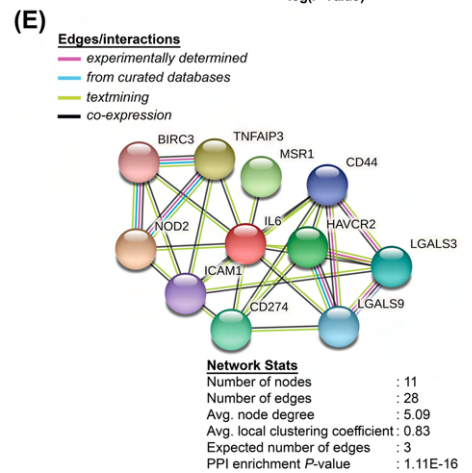 (E)
Edges/interactions
experimentally determined
from curated databases
textmining
co-expression
BIRC3
TNFAIP3
MSR1
CD44
IL6
HAVCR2
NOD2
LGALS3
ICAM1
CD274
LGALS9
Network Stats
Number of nodes : 11
Number of edges : 28
Avg. node degree : 5.09
Avg. local clustering coefficient : 0.83
Expected number of edges : 3
PPI enrichment P-value : 1.11E-16